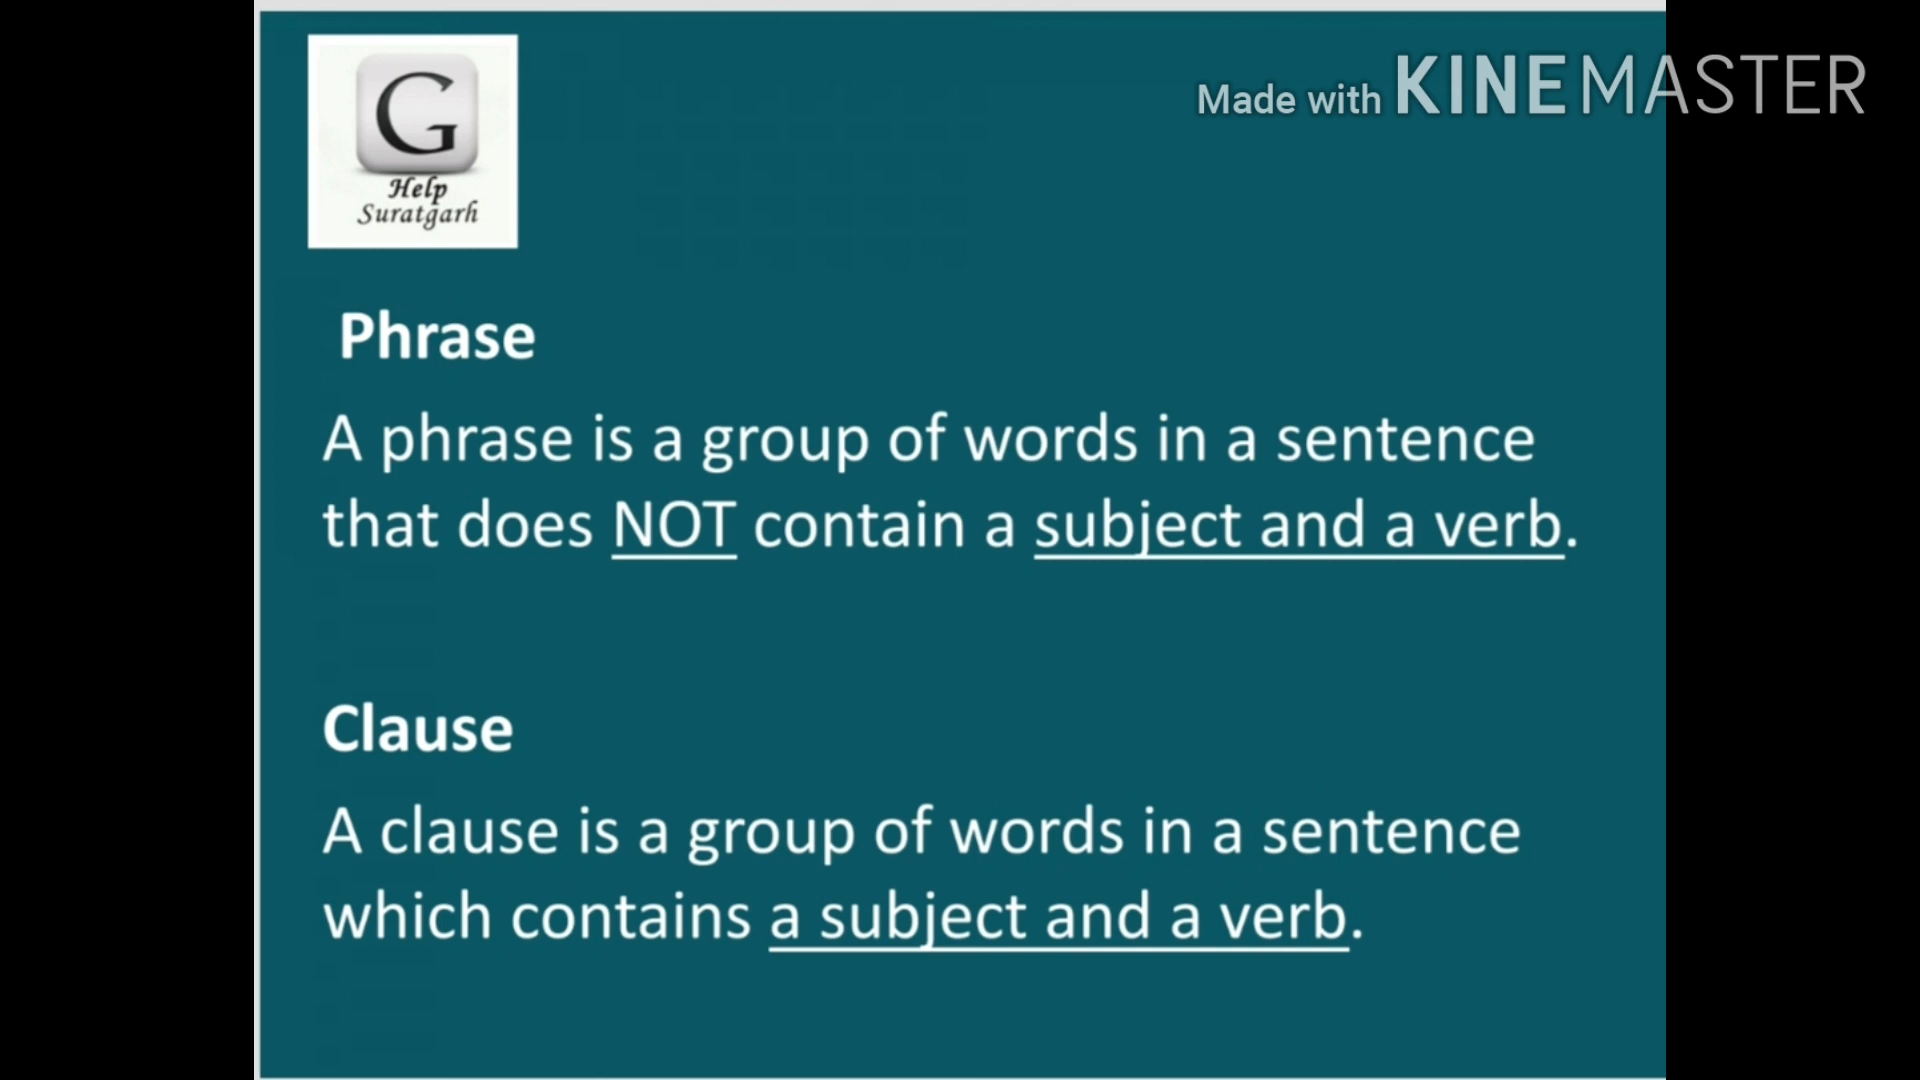 G
Help
Suratgarh
Made with KINEMASTER
Phrase
A phrase is a group of words in a sentence
that does NOT contain a subject and a verb.
Clause
A clause is a group of words in a sentence
which contains a subject and a verb.